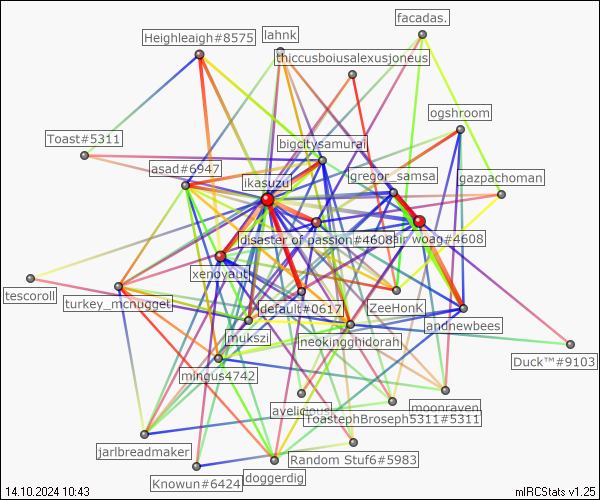 facadas.
lahnk
Heighleigh#8575
thiccusboiusalexusjoneus
ogshroom
Toast#5311
bigcitysamurai
asad#6947
gregor_samsa
ikasuzu
gazpachoman
disaster of passion#4608
air woag#4608
xenoyaut
tescoroll
turkey_mcnugget
default#0617
ZeeHonK
andnewbees
mukszi
neokingghidorah
Duck™#9103
mingus4742
moonraven
avelicious
ToastephBroseph5311#5311
jarlbreadmaker
Random Stuf6#5983
Knowun#6424
doggerdig
14.10.2024 10:43
mIRCStats v1.25